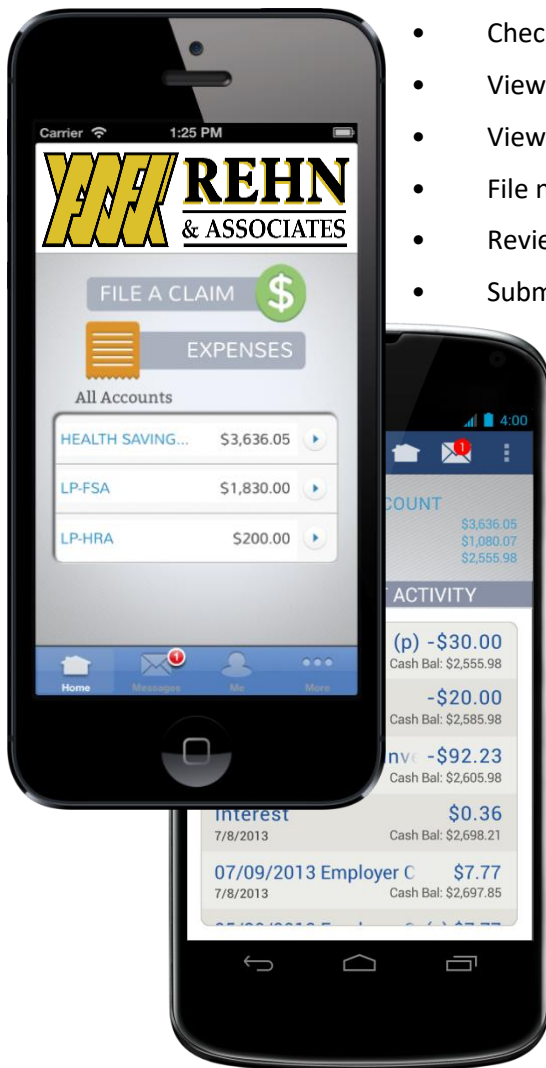 •
• View
• View
• File
•
•
Carrier 1:25 PM
REHN
& ASSOCIATES
FILE A CLAIM $
EXPENSES
All Accounts
HEALTH SAVING... $3,636.05
LP-FSA $1,830.00
LP-HRA $200.00
1
Home Messages Me More
4:00
1
$3,636.05
$1,080.07
$2,555.98
ACTIVITY
(p) -$30.00
Cash Bal: $2,555.98
-$20.00
Cash Bal: $2,585.98
-$92.23
Cash Bal: $2,605.98
Interest $0.36
7/8/2013 Cash Bal: $2,698.21
07/09/2013 Employer C $7.77
7/8/2013 Cash Bal: $2,697.85